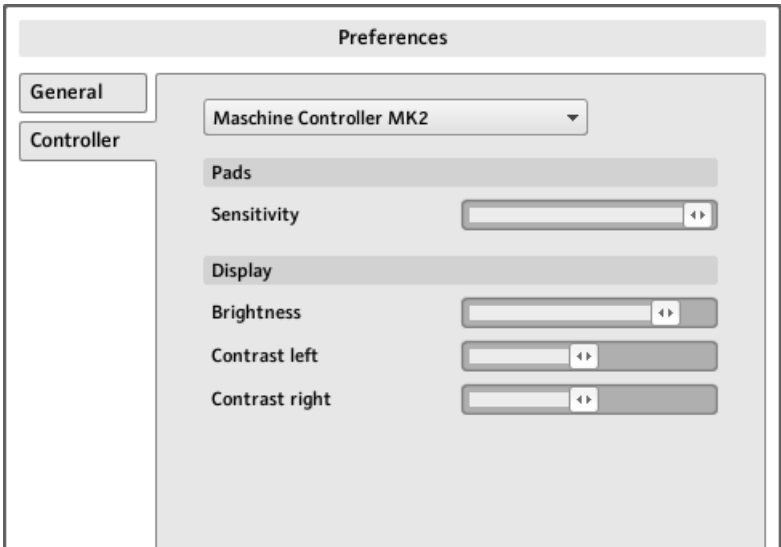 Preferences
General
Controller
Maschine Controller MK2
Pads
Sensitivity
Display
Brightness
Contrast left
Contrast right